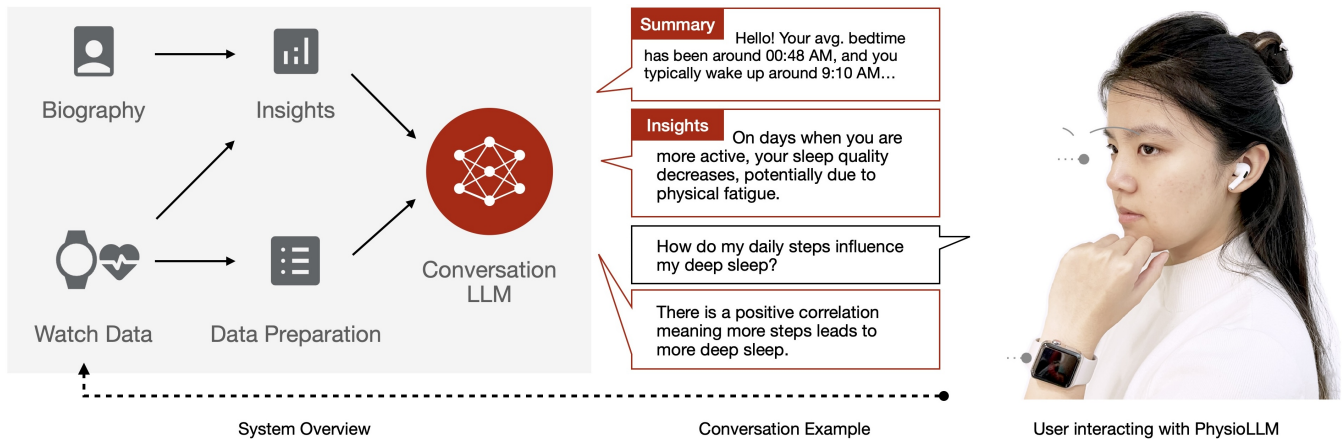 Biography
Insights
Watch Data
Data Preparation
Conversation
LLM
Summary
Hello! Your avg. bedtime
has been around 00:48 AM, and you
typically wake up around 9:10 AM...
Insights
On days when you are
more active, your sleep quality
decreases, potentially due to
physical fatigue.
How do my daily steps influence
my deep sleep?
There is a positive correlation
meaning more steps leads to
more deep sleep.
System Overview
Conversation Example
User interacting with PhysioLLM